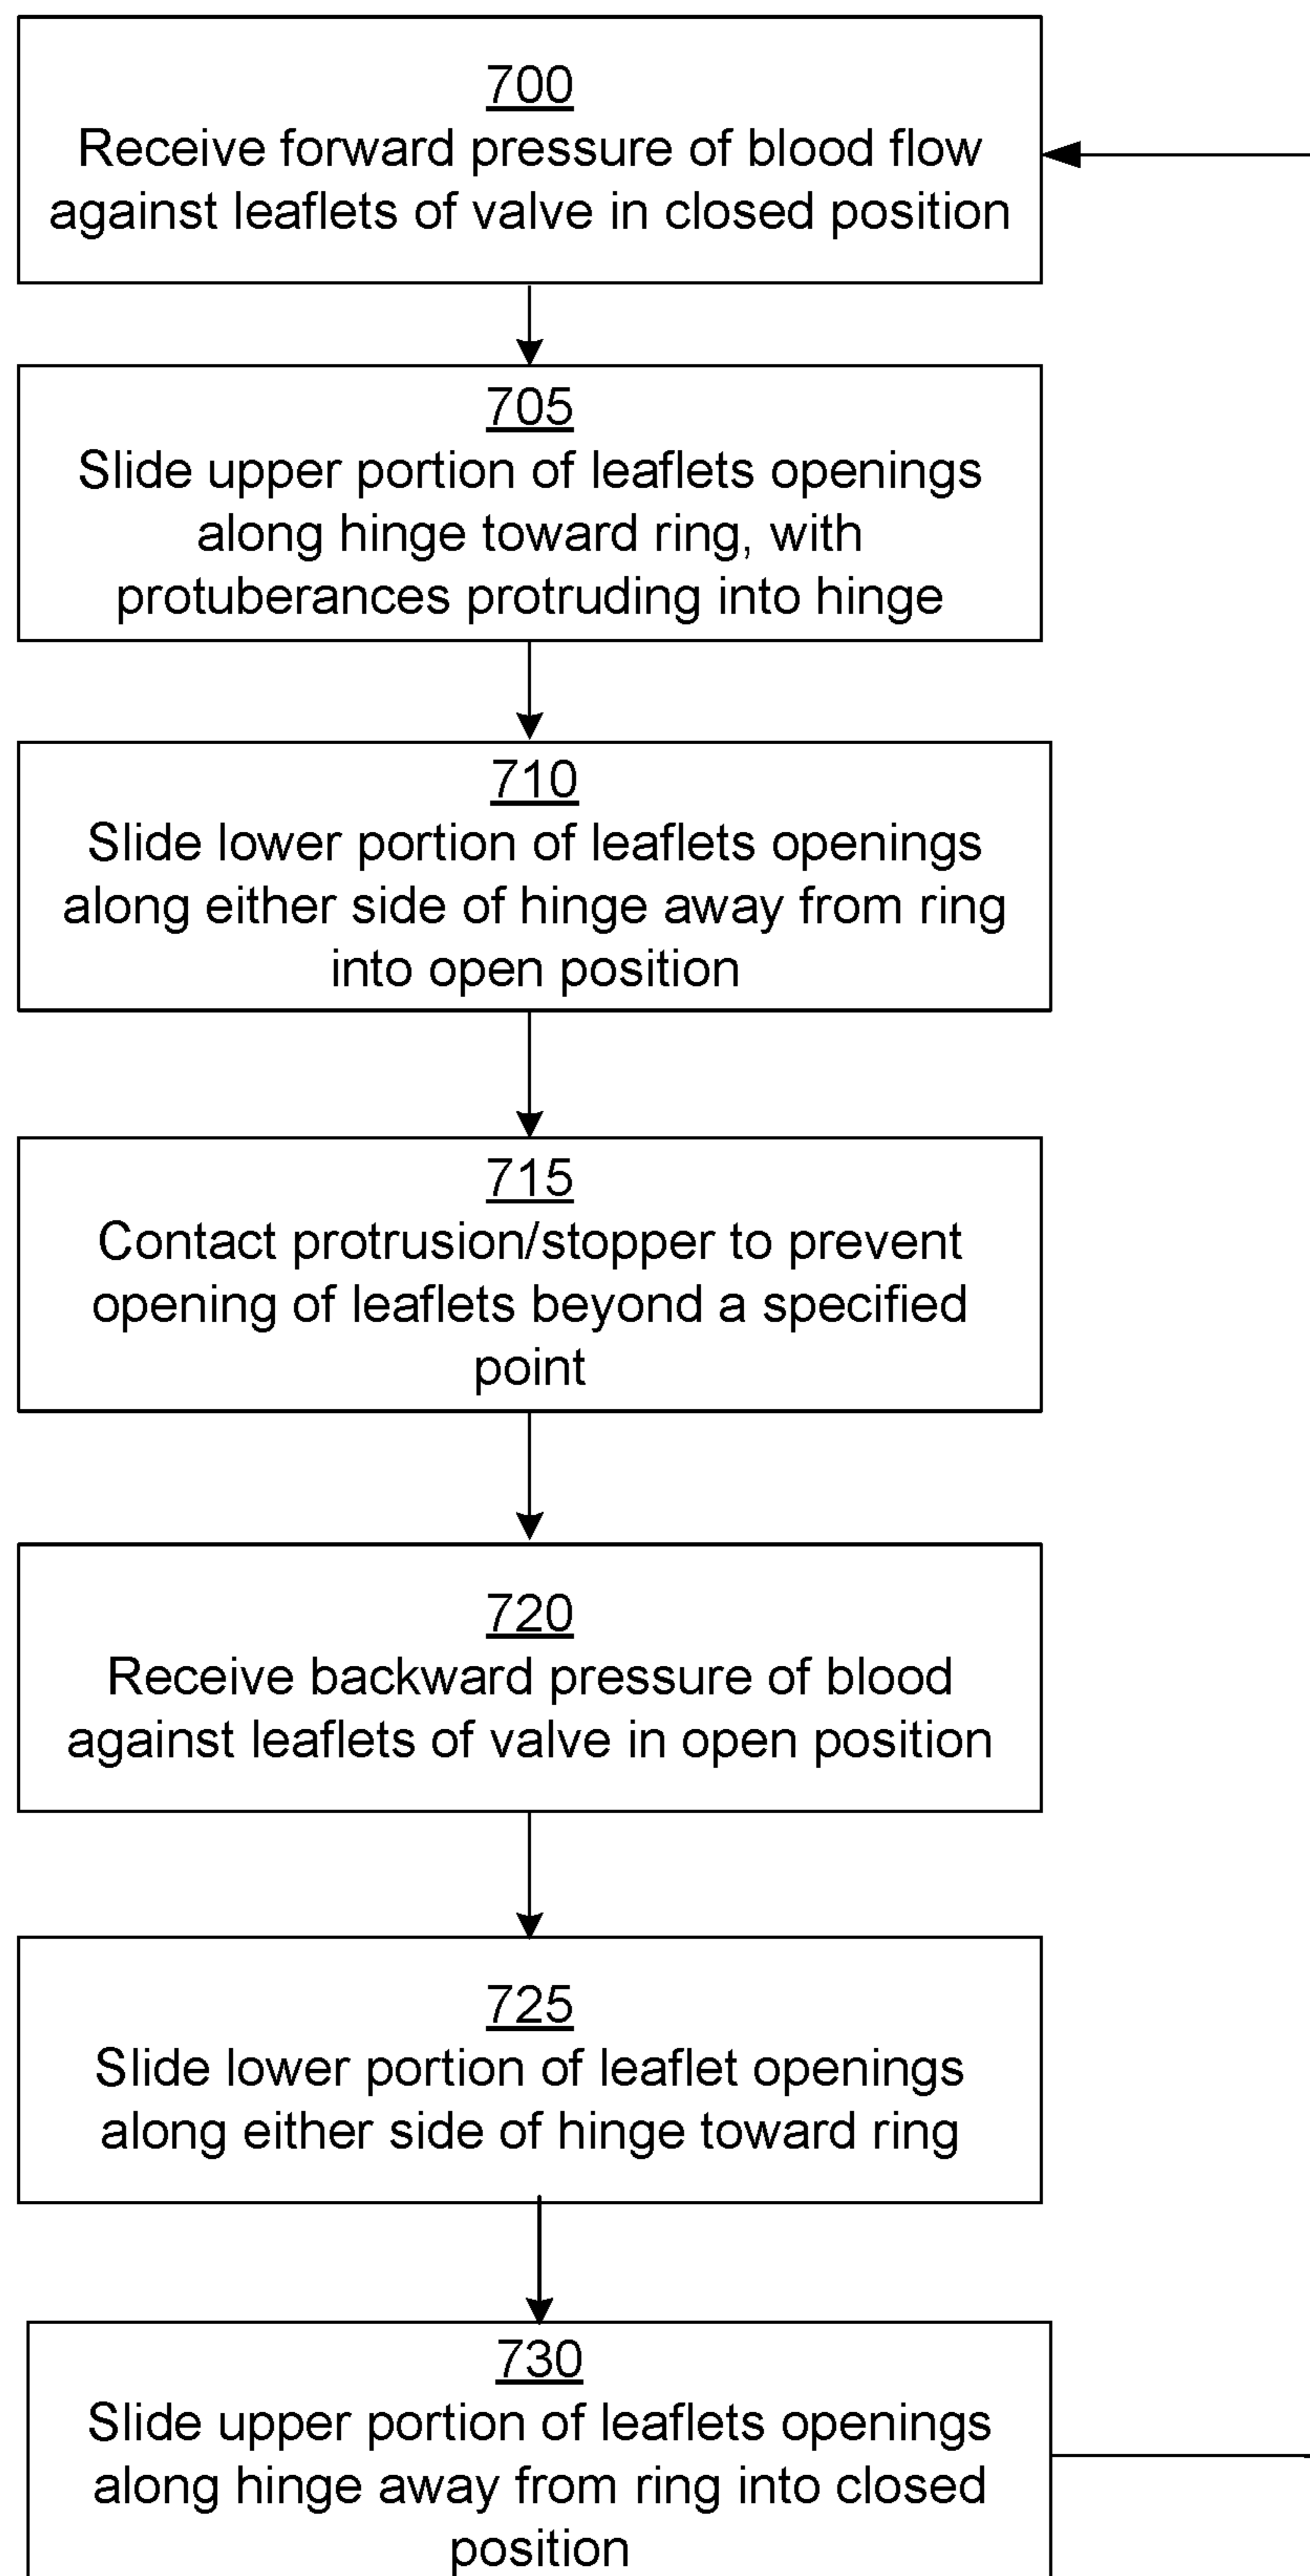 700
Receive forward pressure of blood flow
against leaflets of valve in closed position
705
Slide upper portion of leaflets openings
along hinge toward ring, with
protuberances protruding into hinge
710
Slide lower portion of leaflets openings
along either side of hinge away from ring
into open position
715
Contact protrusion/stopper to prevent
opening of leaflets beyond a specified
point
720
Receive backward pressure of blood
against leaflets of valve in open position
725
Slide lower portion of leaflet openings
along either side of hinge toward ring
730
Slide upper portion of leaflets openings
along hinge away from ring into closed
position